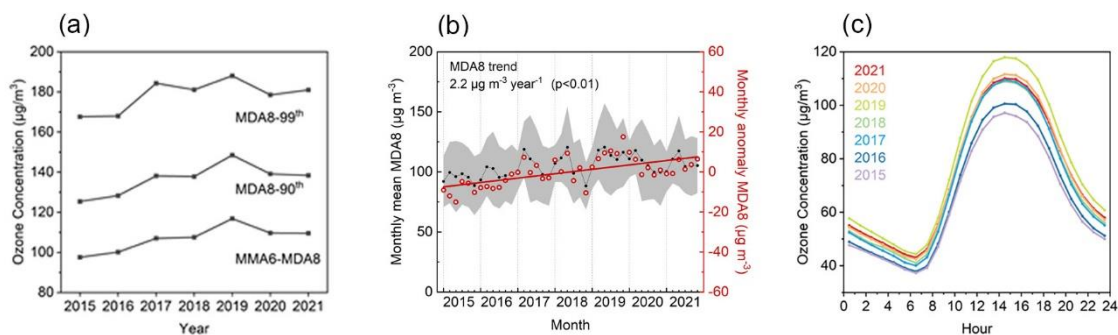 (a)
200
180
160
140
120
100
80
Ozone Concentration (µg/m³)
MDA8-99th
MDA8-90th
MMA6-MDA8
2015 2016 2017 2018 2019 2020 2021
Year
(b)
MDA8 trend
2.2 µg m⁻³ year⁻¹ (p<0.01)
200
150
100
50
0
Monthly mean MDA8 (µg m⁻³)
60
40
20
0
-20
-40
-60
Monthly anomaly MDA8 (µg m⁻³)
2015 2016 2017 2018 2019 2020 2021
Month
(c)
120
100
80
60
40
Ozone Concentration (µg/m³)
2021
2020
2019
2018
2017
2016
2015
0 2 4 6 8 10 12 14 16 18 20 22 24
Hour